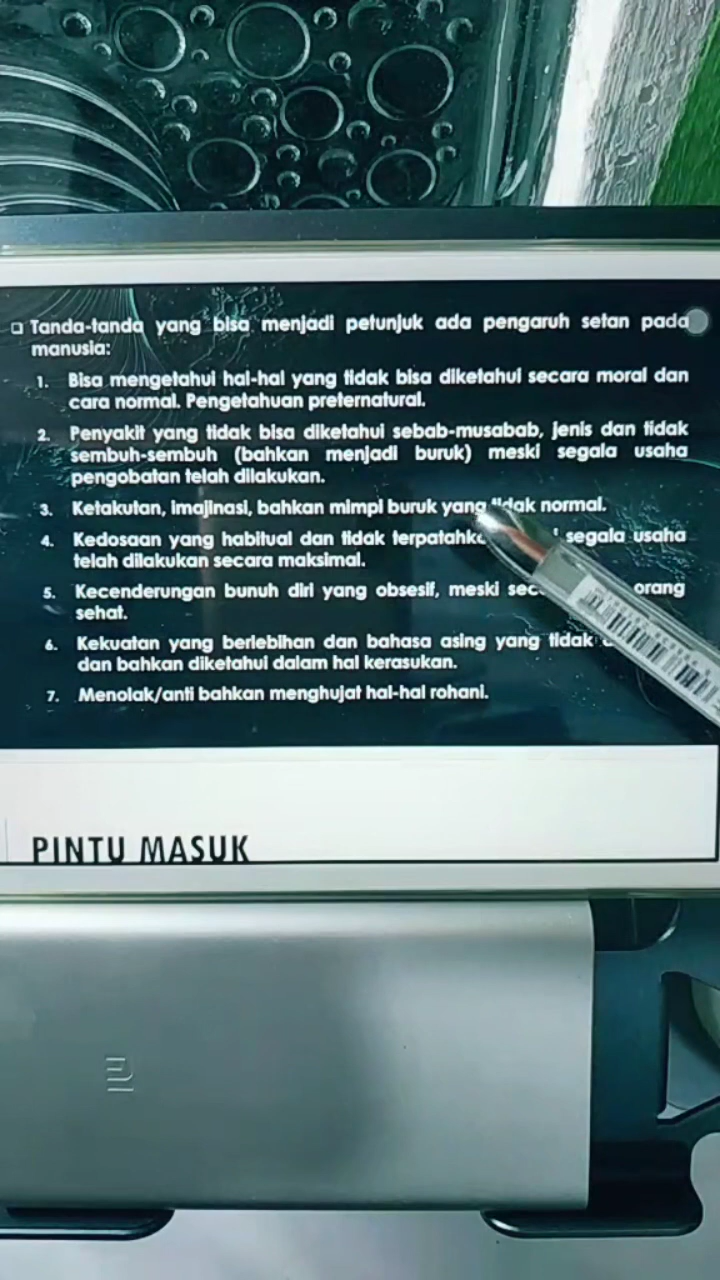 Tanda-tanda yang bisa menjadi petunjuk ada pengaruh setan pada
manusia:
1. Bisa mengetahui hal-hal yang tidak bisa diketahui secara moral dan
cara normal. Pengetahuan preternatural.
2. Penyakit yang tidak bisa diketahui sebab-musabab, jenis dan tidak
sembuh-sembuh (bahkan menjadi buruk) meski segala usaha
pengobatan telah dilakukan.
3. Ketakutan, imajinasi, bahkan mimpi buruk yang tidak normal.
4. Kedosaan yang habitual dan tidak segala usaha
telah dilakukan secara maksimal.
5. Kecenderungan bunuh diri yang obsesif, meski orang
sehat.
6. Kekuatan yang berlebihan dan bahasa asing yang tidak
dan bahkan diketahui dalam hal kerasukan.
7. Menolak/anti bahkan menghujat hal-hal rohani.
PINTU MASUK